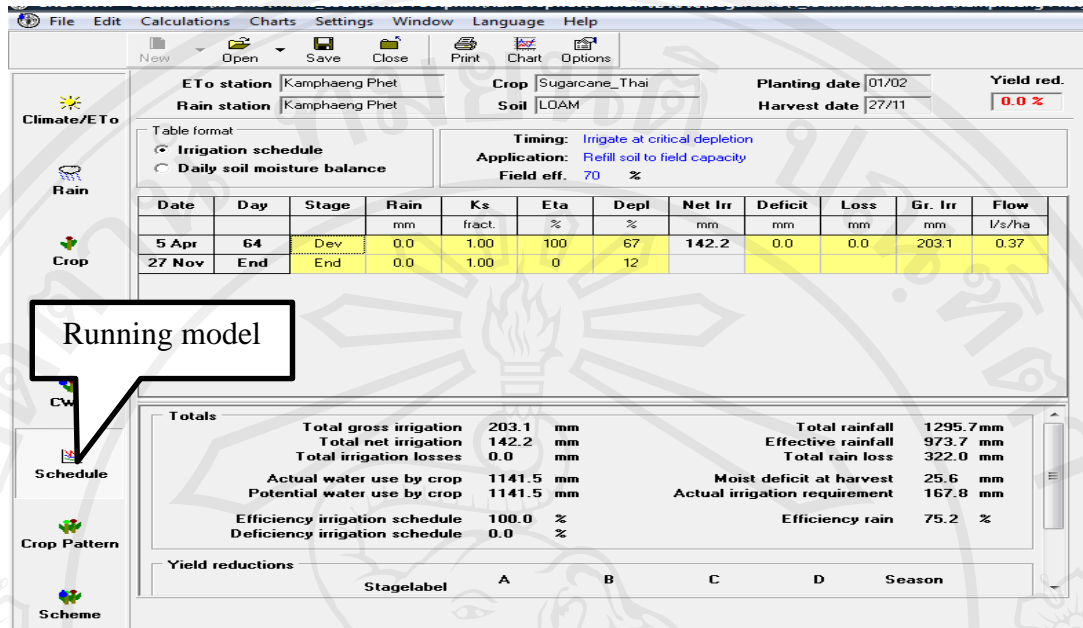 File Edit Calculations Charts Settings Window Language Help
New Open Save Close Print Chart Options
ETo station Kamphaeng Phet Crop Sugarcane_Thai Planting date 01/02 Yield red.
Rain station Kamphaeng Phet Soil LOAM Harvest date 27/11 0.0 %
Climate/ETo
Rain
Crop
CW
Schedule
Crop Pattern
Scheme
Table format
Irrigation schedule
Daily soil moisture balance
Timing: Irrigate at critical depletion
Application: Refill soil to field capacity
Field eff. 70 %
Date Day Stage Rain Ks Eta Depl Net Irr Deficit Loss Gr. Irr Flow
mm fract. % % mm mm mm mm l/s/ha
5 Apr 64 Dev 0.0 1.00 100 67 142.2 0.0 0.0 203.1 0.37
27 Nov End End 0.0 1.00 0 12
Running model
Totals
Total gross irrigation 203.1 mm Total rainfall 1295.7mm
Total net irrigation 142.2 mm Effective rainfall 973.7 mm
Total irrigation losses 0.0 mm Total rain loss 322.0 mm
Actual water use by crop 1141.5 mm Moist deficit at harvest 25.6 mm
Potential water use by crop 1141.5 mm Actual irrigation requirement 167.8 mm
Efficiency irrigation schedule 100.0 % Efficiency rain 75.2 %
Deficiency irrigation schedule 0.0 %
Yield reductions
Stagelabel A B C D Season